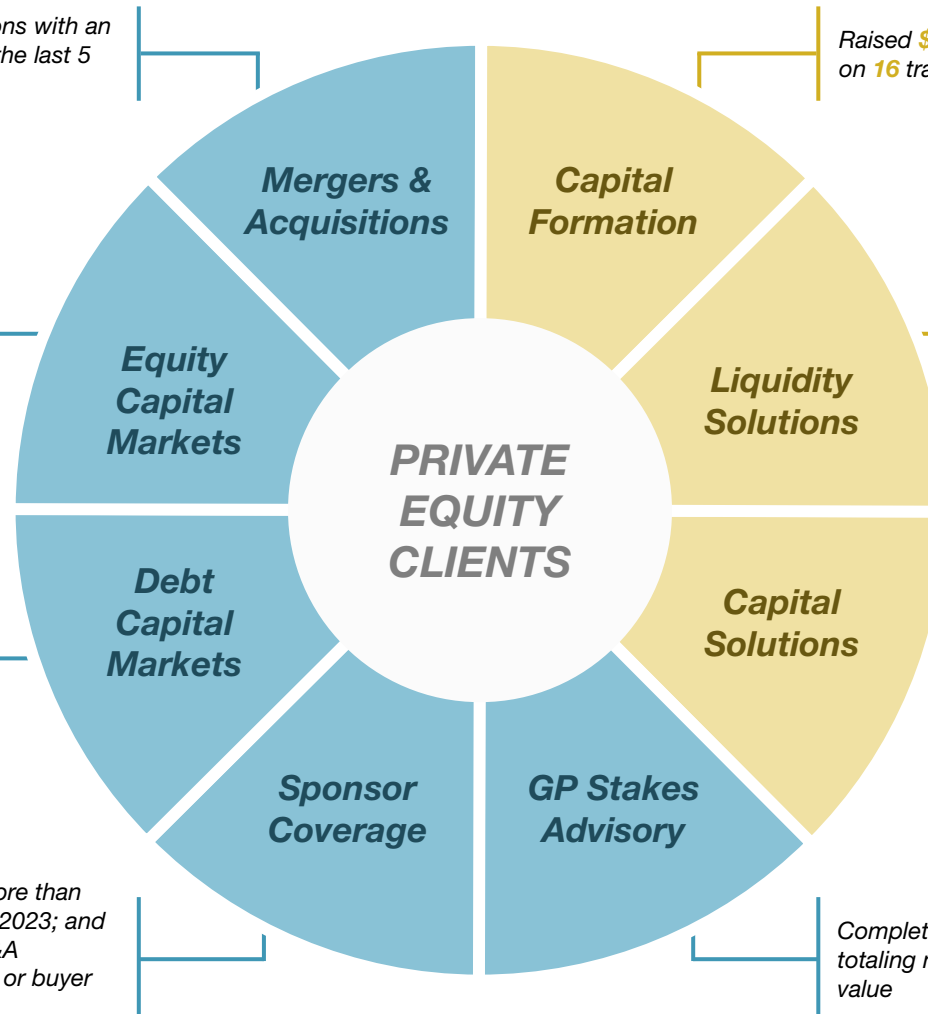 ons with an
the last 5
Raised $
on 16 tra
Mergers &
Acquisitions
Capital
Formation
Equity
Capital
Markets
Liquidity
Solutions
PRIVATE
EQUITY
CLIENTS
Debt
Capital
Markets
Capital
Solutions
Sponsor
Coverage
GP Stakes
Advisory
ore than
2023; and
&A
or buyer
Complet
totaling
value